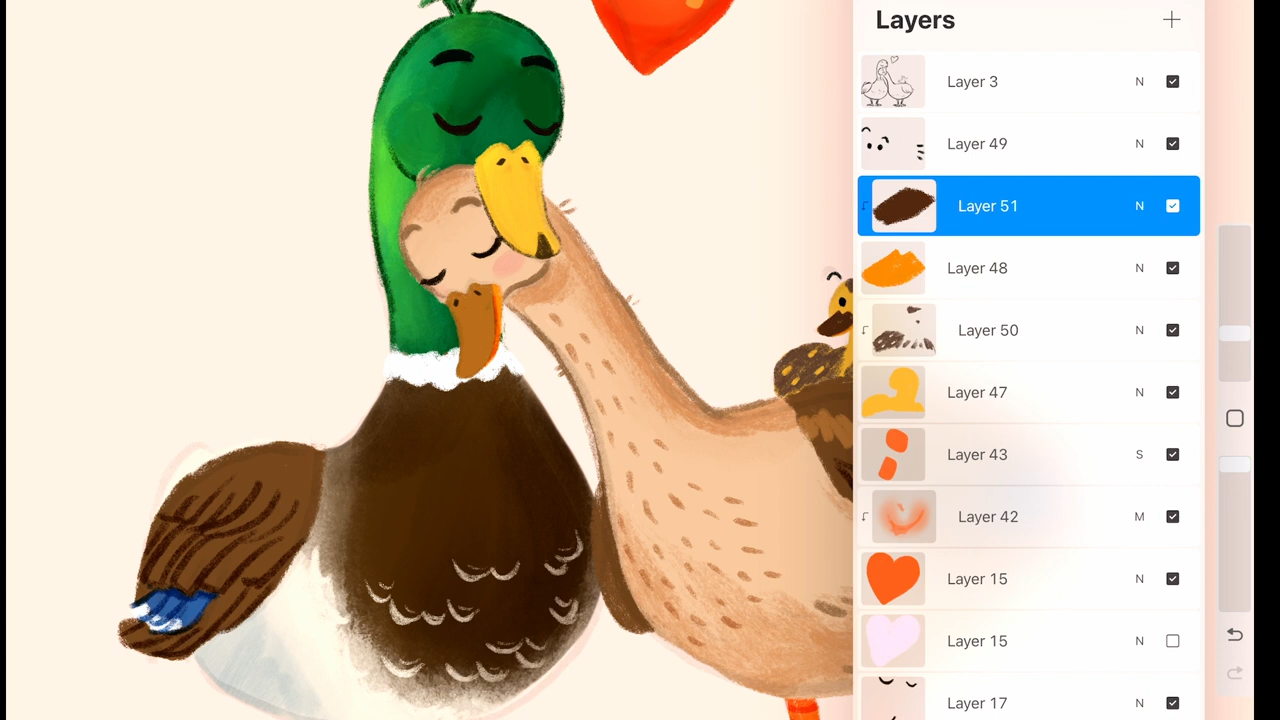 Layers
Layer 3 N
Layer 49 N
Layer 51 N
Layer 48 N
Layer 50 N
Layer 47 N
Layer 43 S
Layer 42 M
Layer 15 N
Layer 15 N
Layer 17 N